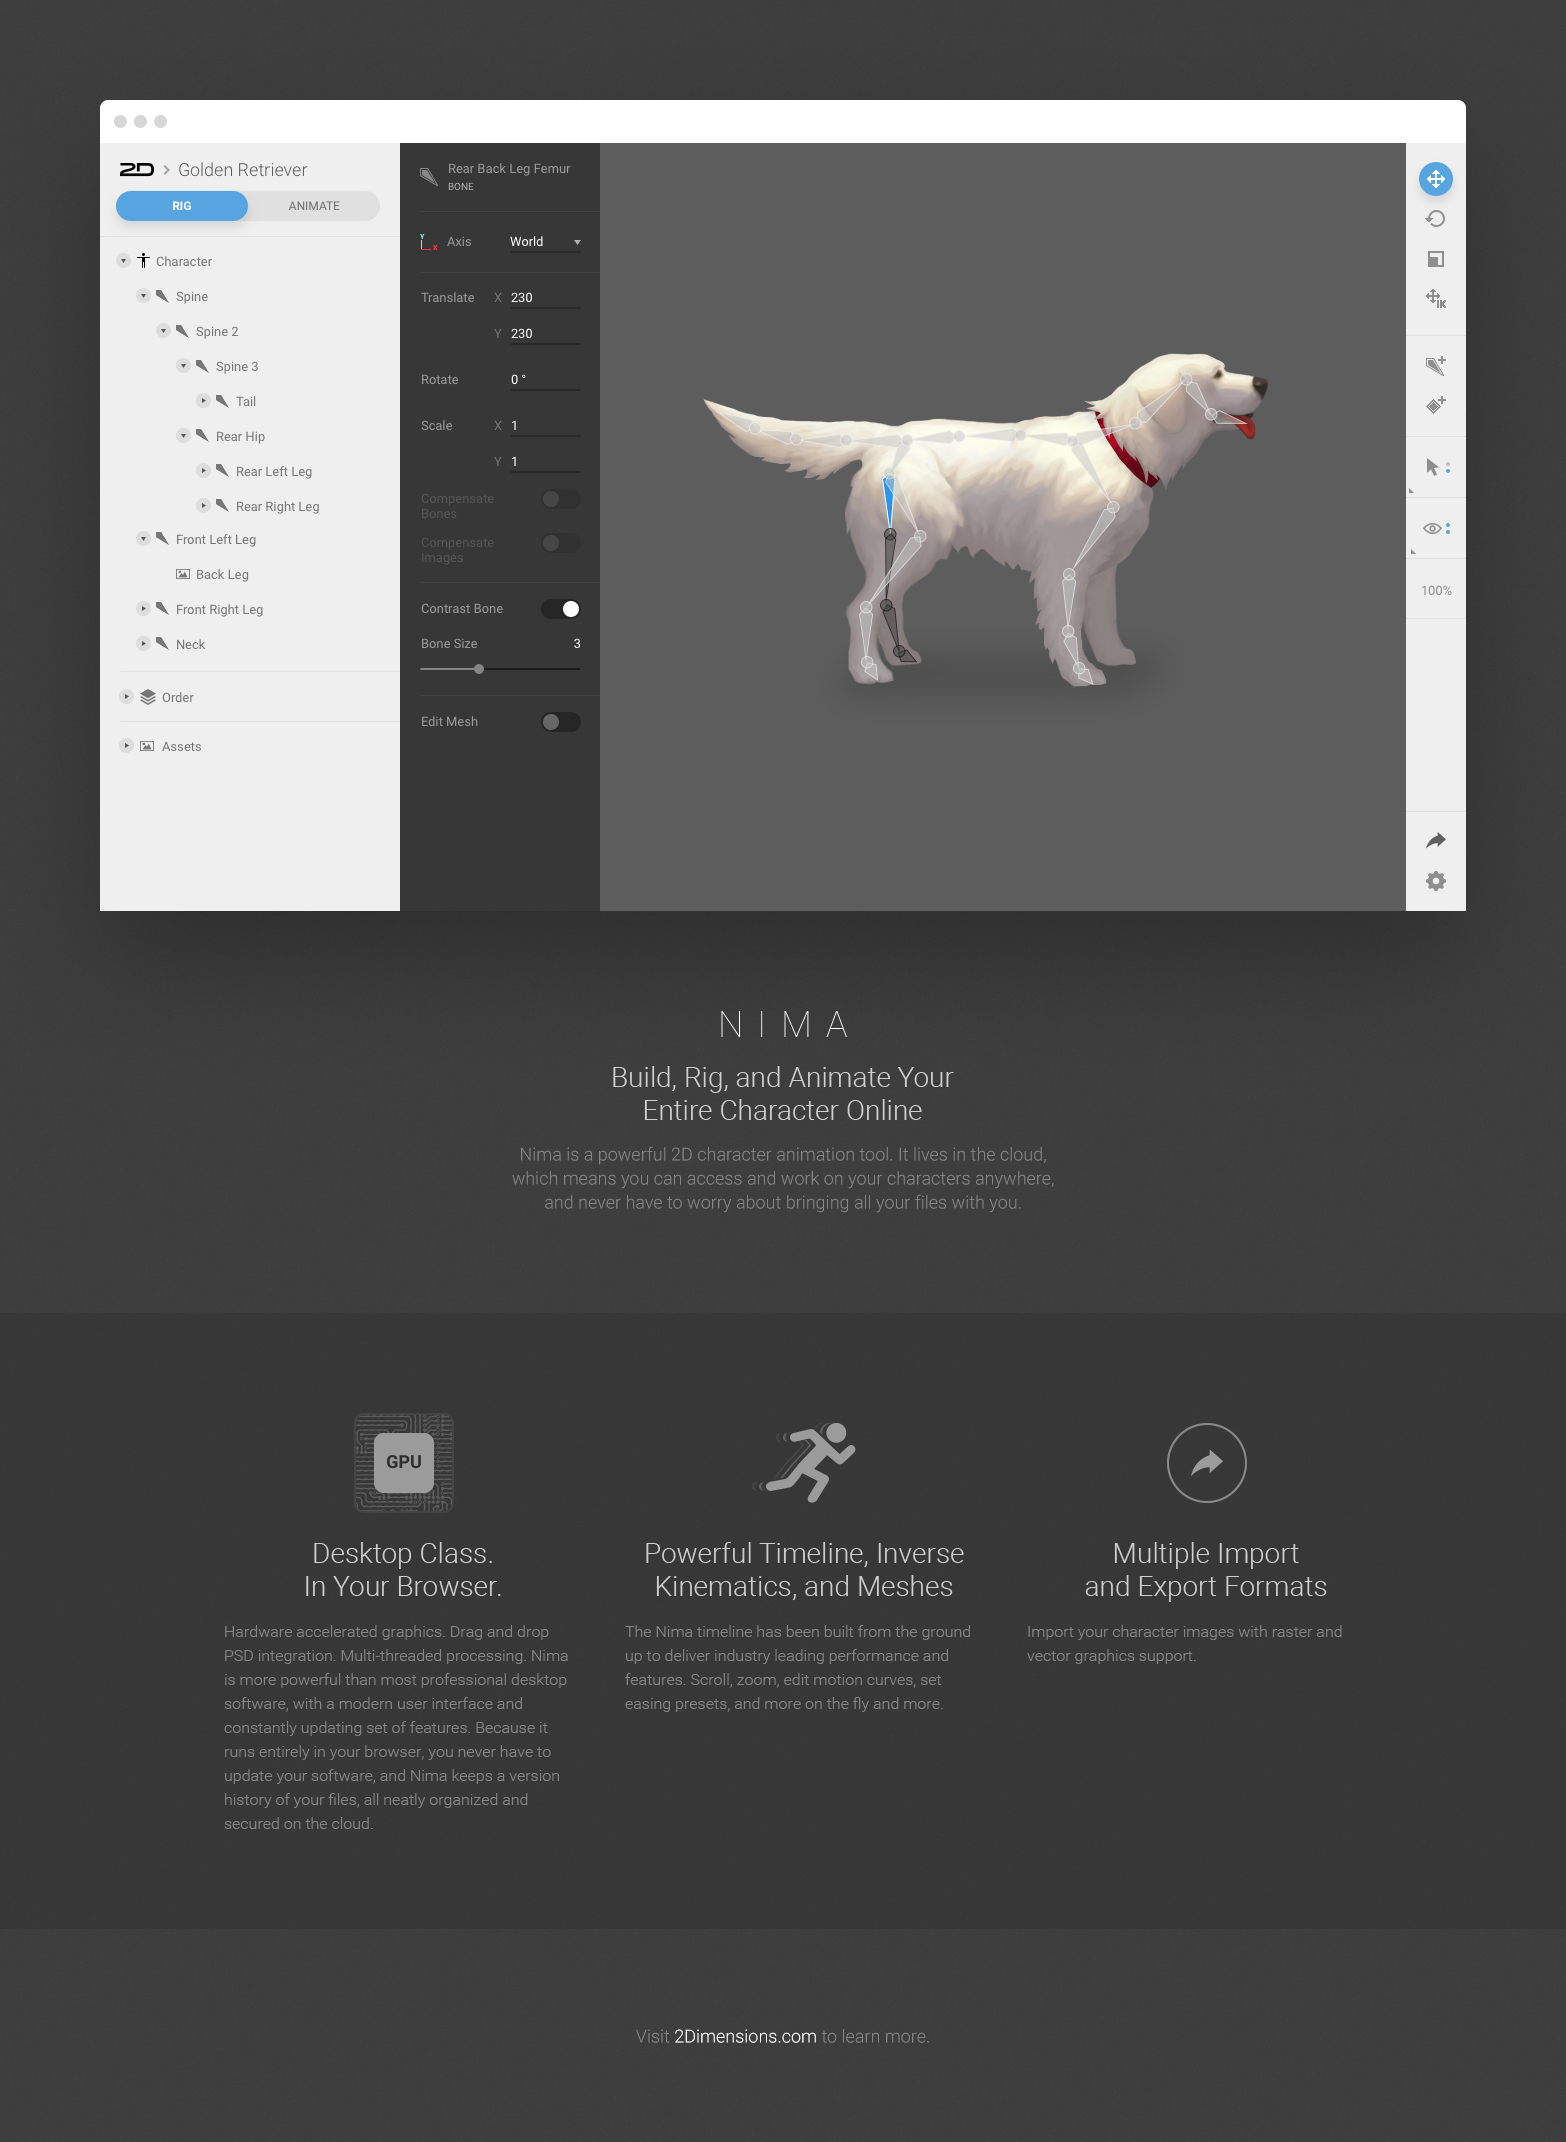 2D > Golden Retriever
RIG
ANIMATE
Character
Spine
Spine 2
Spine 3
Tail
Rear Hip
Rear Left Leg
Rear Right Leg
Front Left Leg
Back Leg
Front Right Leg
Neck
Order
Assets
Rear Back Leg Femur
BONE
Y
X
Axis World
Translate X 230
Y 230
Rotate 0 °
Scale X 1
Y 1
Compensate
Bones
Compensate
Images
Contrast Bone
Bone Size 3
Edit Mesh
IK
100%
NIMA
Build, Rig, and Animate Your
Entire Character Online
Nima is a powerful 2D character animation tool. It lives in the cloud,
which means you can access and work on your characters anywhere,
and never have to worry about bringing all your files with you.
GPU
Desktop Class.
In Your Browser.
Hardware accelerated graphics. Drag and drop
PSD integration. Multi-threaded processing. Nima
is more powerful than most professional desktop
software, with a modern user interface and
constantly updating set of features. Because it
runs entirely in your browser, you never have to
update your software, and Nima keeps a version
history of your files, all neatly organized and
secured on the cloud.
Powerful Timeline, Inverse
Kinematics, and Meshes
The Nima timeline has been built from the ground
up to deliver industry leading performance and
features. Scroll, zoom, edit motion curves, set
easing presets, and more on the fly and more.
Multiple Import
and Export Formats
Import your character images with raster and
vector graphics support.
Visit 2Dimensions.com to learn more.